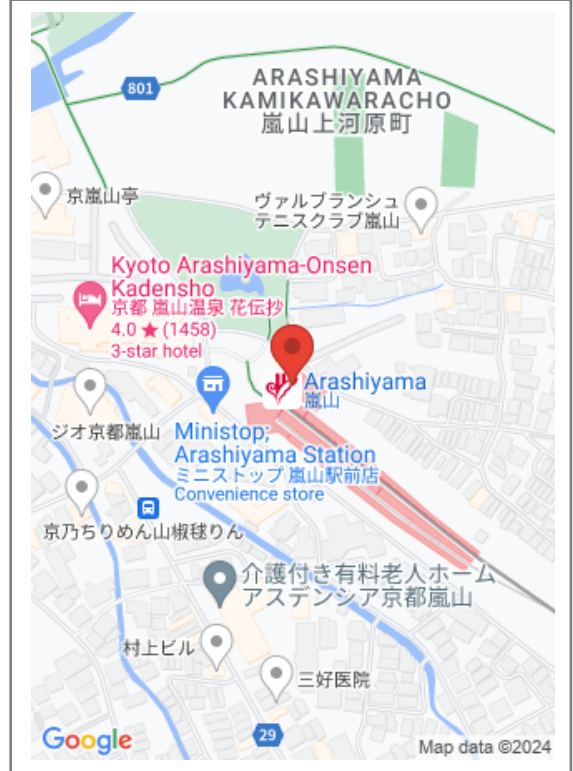 801
ARASHIYAMA
KAMIKAWARACHO
嵐山上河原町
京嵐山亭
ヴァルブランシュ
テニスクラブ嵐山
Kyoto Arashiyama-Onsen
Kadensho
京都 嵐山温泉 花伝抄
4.0 ★ (1458)
3-star hotel
Arashiyama
嵐山
ジオ京都嵐山
Ministop;
Arashiyama Station
ミニストップ 嵐山駅前店
Convenience store
京乃ちりめん山椒毬りん
介護付き有料老人ホーム
アスデンシア京都嵐山
村上ビル
三好医院
29
Google
Map data ©2024